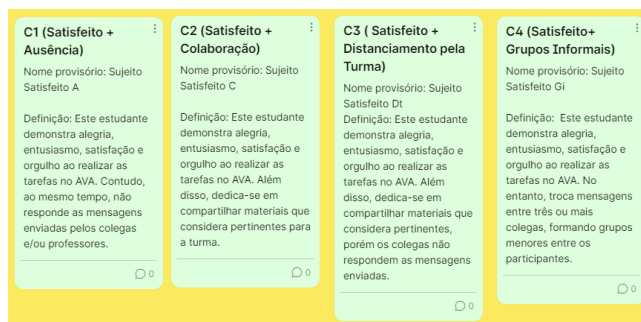 C1 (Satisfeito +
Ausência)
Nome provisório: Sujeito
Satisfeito A
Definição: Este estudante
demonstra alegria,
entusiasmo, satisfação e
orgulho ao realizar as
tarefas no AVA. Contudo,
ao mesmo tempo, não
responde as mensagens
enviadas pelos colegas
e/ou professores.
0
C2 (Satisfeito +
Colaboração)
Nome provisório: Sujeito
Satisfeito C
Definição: Este estudante
demonstra alegria,
entusiasmo, satisfação e
orgulho ao realizar as
tarefas no AVA. Além
disso, dedica-se em
compartilhar materiais que
considera pertinentes para
a turma.
0
C3 ( Satisfeito +
Distanciamento pela
Turma)
Nome provisório: Sujeito
Satisfeito Dt
Definição: Este estudante
demonstra alegria,
entusiasmo, satisfação e
orgulho ao realizar as
tarefas no AVA. Além
disso, dedica-se em
compartilhar materiais que
considera pertinentes,
porém os colegas não
respondem as mensagens
enviadas.
0
C4 (Satisfeito+
Grupos Informais)
Nome provisório: Sujeito
Satisfeito Gi
Definição:  Este estudante
demonstra alegria,
entusiasmo, satisfação e
orgulho ao realizar as
tarefas no AVA. No
entanto, troca mensagens
entre três ou mais
colegas, formando grupos
menores entre os
participantes.
0